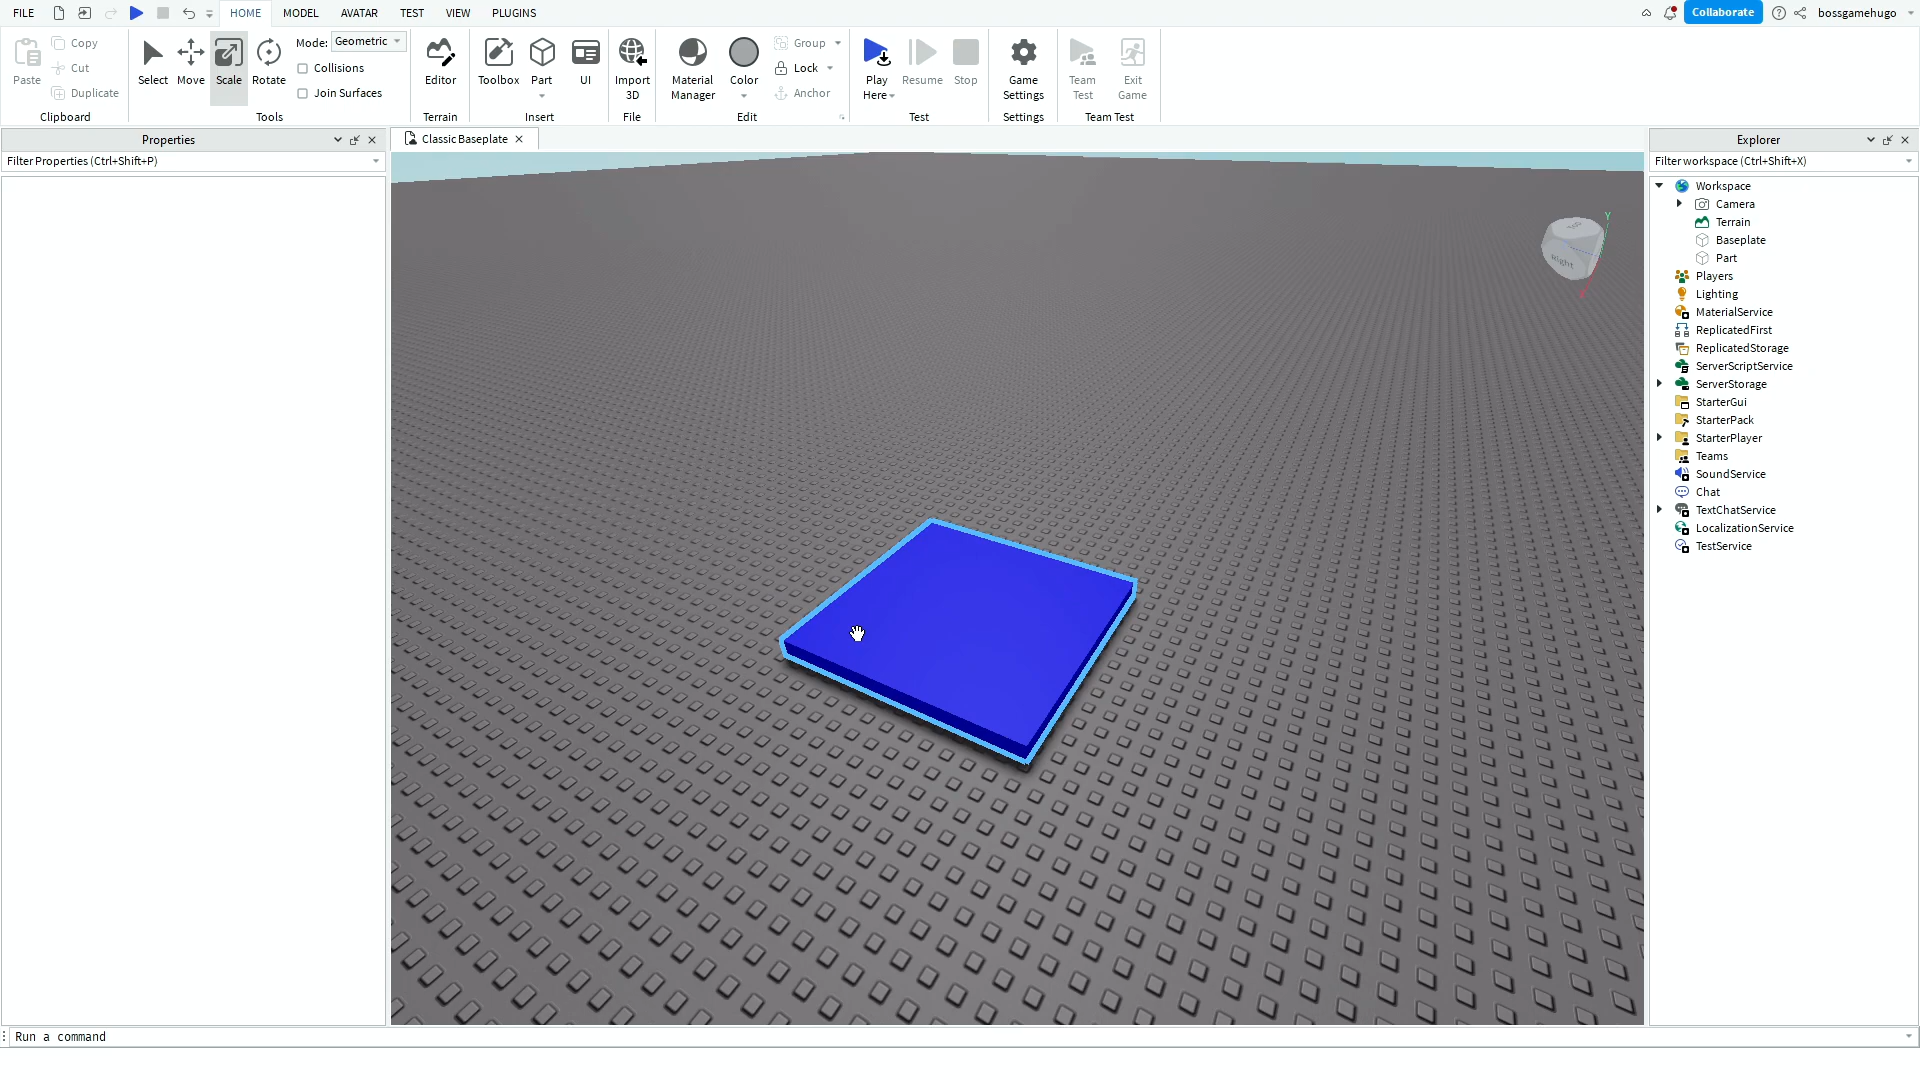 FILE HOME MODEL AVATAR TEST VIEW PLUGINS Collaborate bossgamehugo
Paste Copy Cut Duplicate
Clipboard
Select Move Scale Rotate Mode: Geometric
Collisions
Join Surfaces
Tools
Editor
Terrain
Toolbox Part UI
Insert
Import 3D
File
Material Manager Color Group Lock Anchor
Edit
Play Here Resume Stop
Test
Game Settings
Settings
Team Test Exit Game
Team Test
Properties
Filter Properties (Ctrl+Shift+P)
Classic Baseplate
Y
Top
Right
Explorer
Filter workspace (Ctrl+Shift+X)
Workspace
Camera
Terrain
Baseplate
Part
Players
Lighting
MaterialService
ReplicatedFirst
ReplicatedStorage
ServerScriptService
ServerStorage
StarterGui
StarterPack
StarterPlayer
Teams
SoundService
Chat
TextChatService
LocalizationService
TestService
Run a command